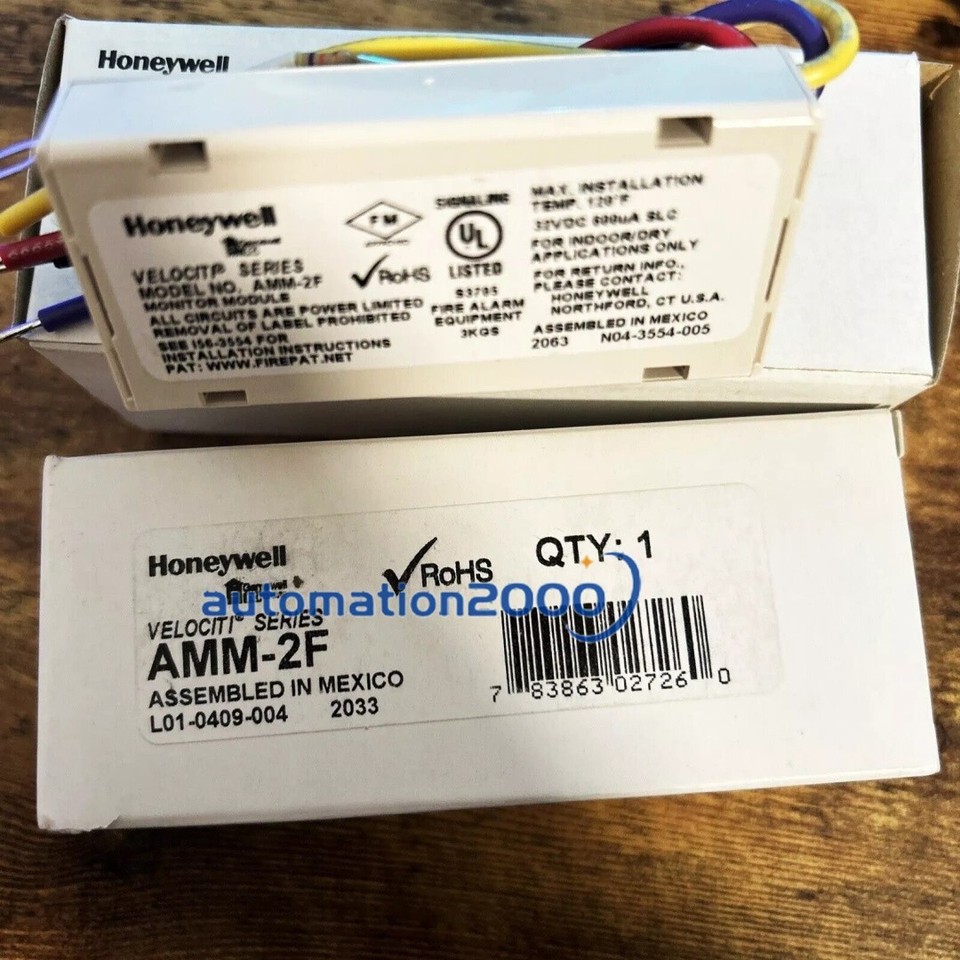 Honeywell
Honeywell
VELOCITI® SERIES
MODEL NO. AMM-2F
MONITOR MODULE
ALL CIRCUITS ARE POWER LIMITED
REMOVAL OF LABEL PROHIBITED
SEE I56-3554 FOR
INSTALLATION INSTRUCTIONS
PAT: WWW.FIREPAT.NET
FM
APPROVED
RoHS
SIGNALING
UL
LISTED
S3705
FIRE ALARM
EQUIPMENT
3KGS
MAX. INSTALLATION
TEMP. 120°F
32VDC 600uA SLC
FOR INDOOR/DRY
APPLICATIONS ONLY
FOR RETURN INFO.,
PLEASE CONTACT:
HONEYWELL
NORTHFORD, CT U.S.A.
ASSEMBLED IN MEXICO
2063 N04-3554-005
Honeywell
RoHS
QTY: 1
automation2000
VELOCITI® SERIES
AMM-2F
ASSEMBLED IN MEXICO
L01-0409-004 2033
7 83863 02726 0